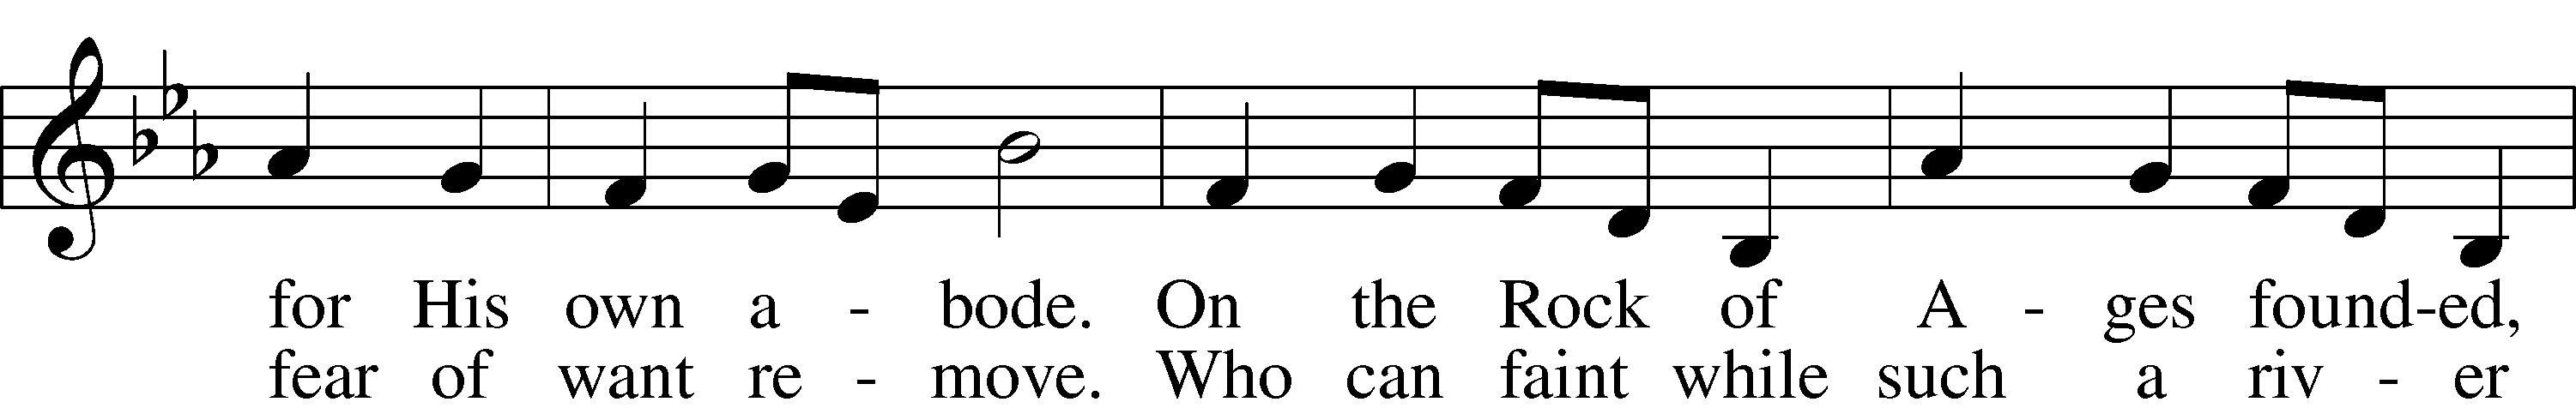 for His own a - bode. On the Rock of A - ges found-ed,
fear of want re - move. Who can faint while such a riv - er